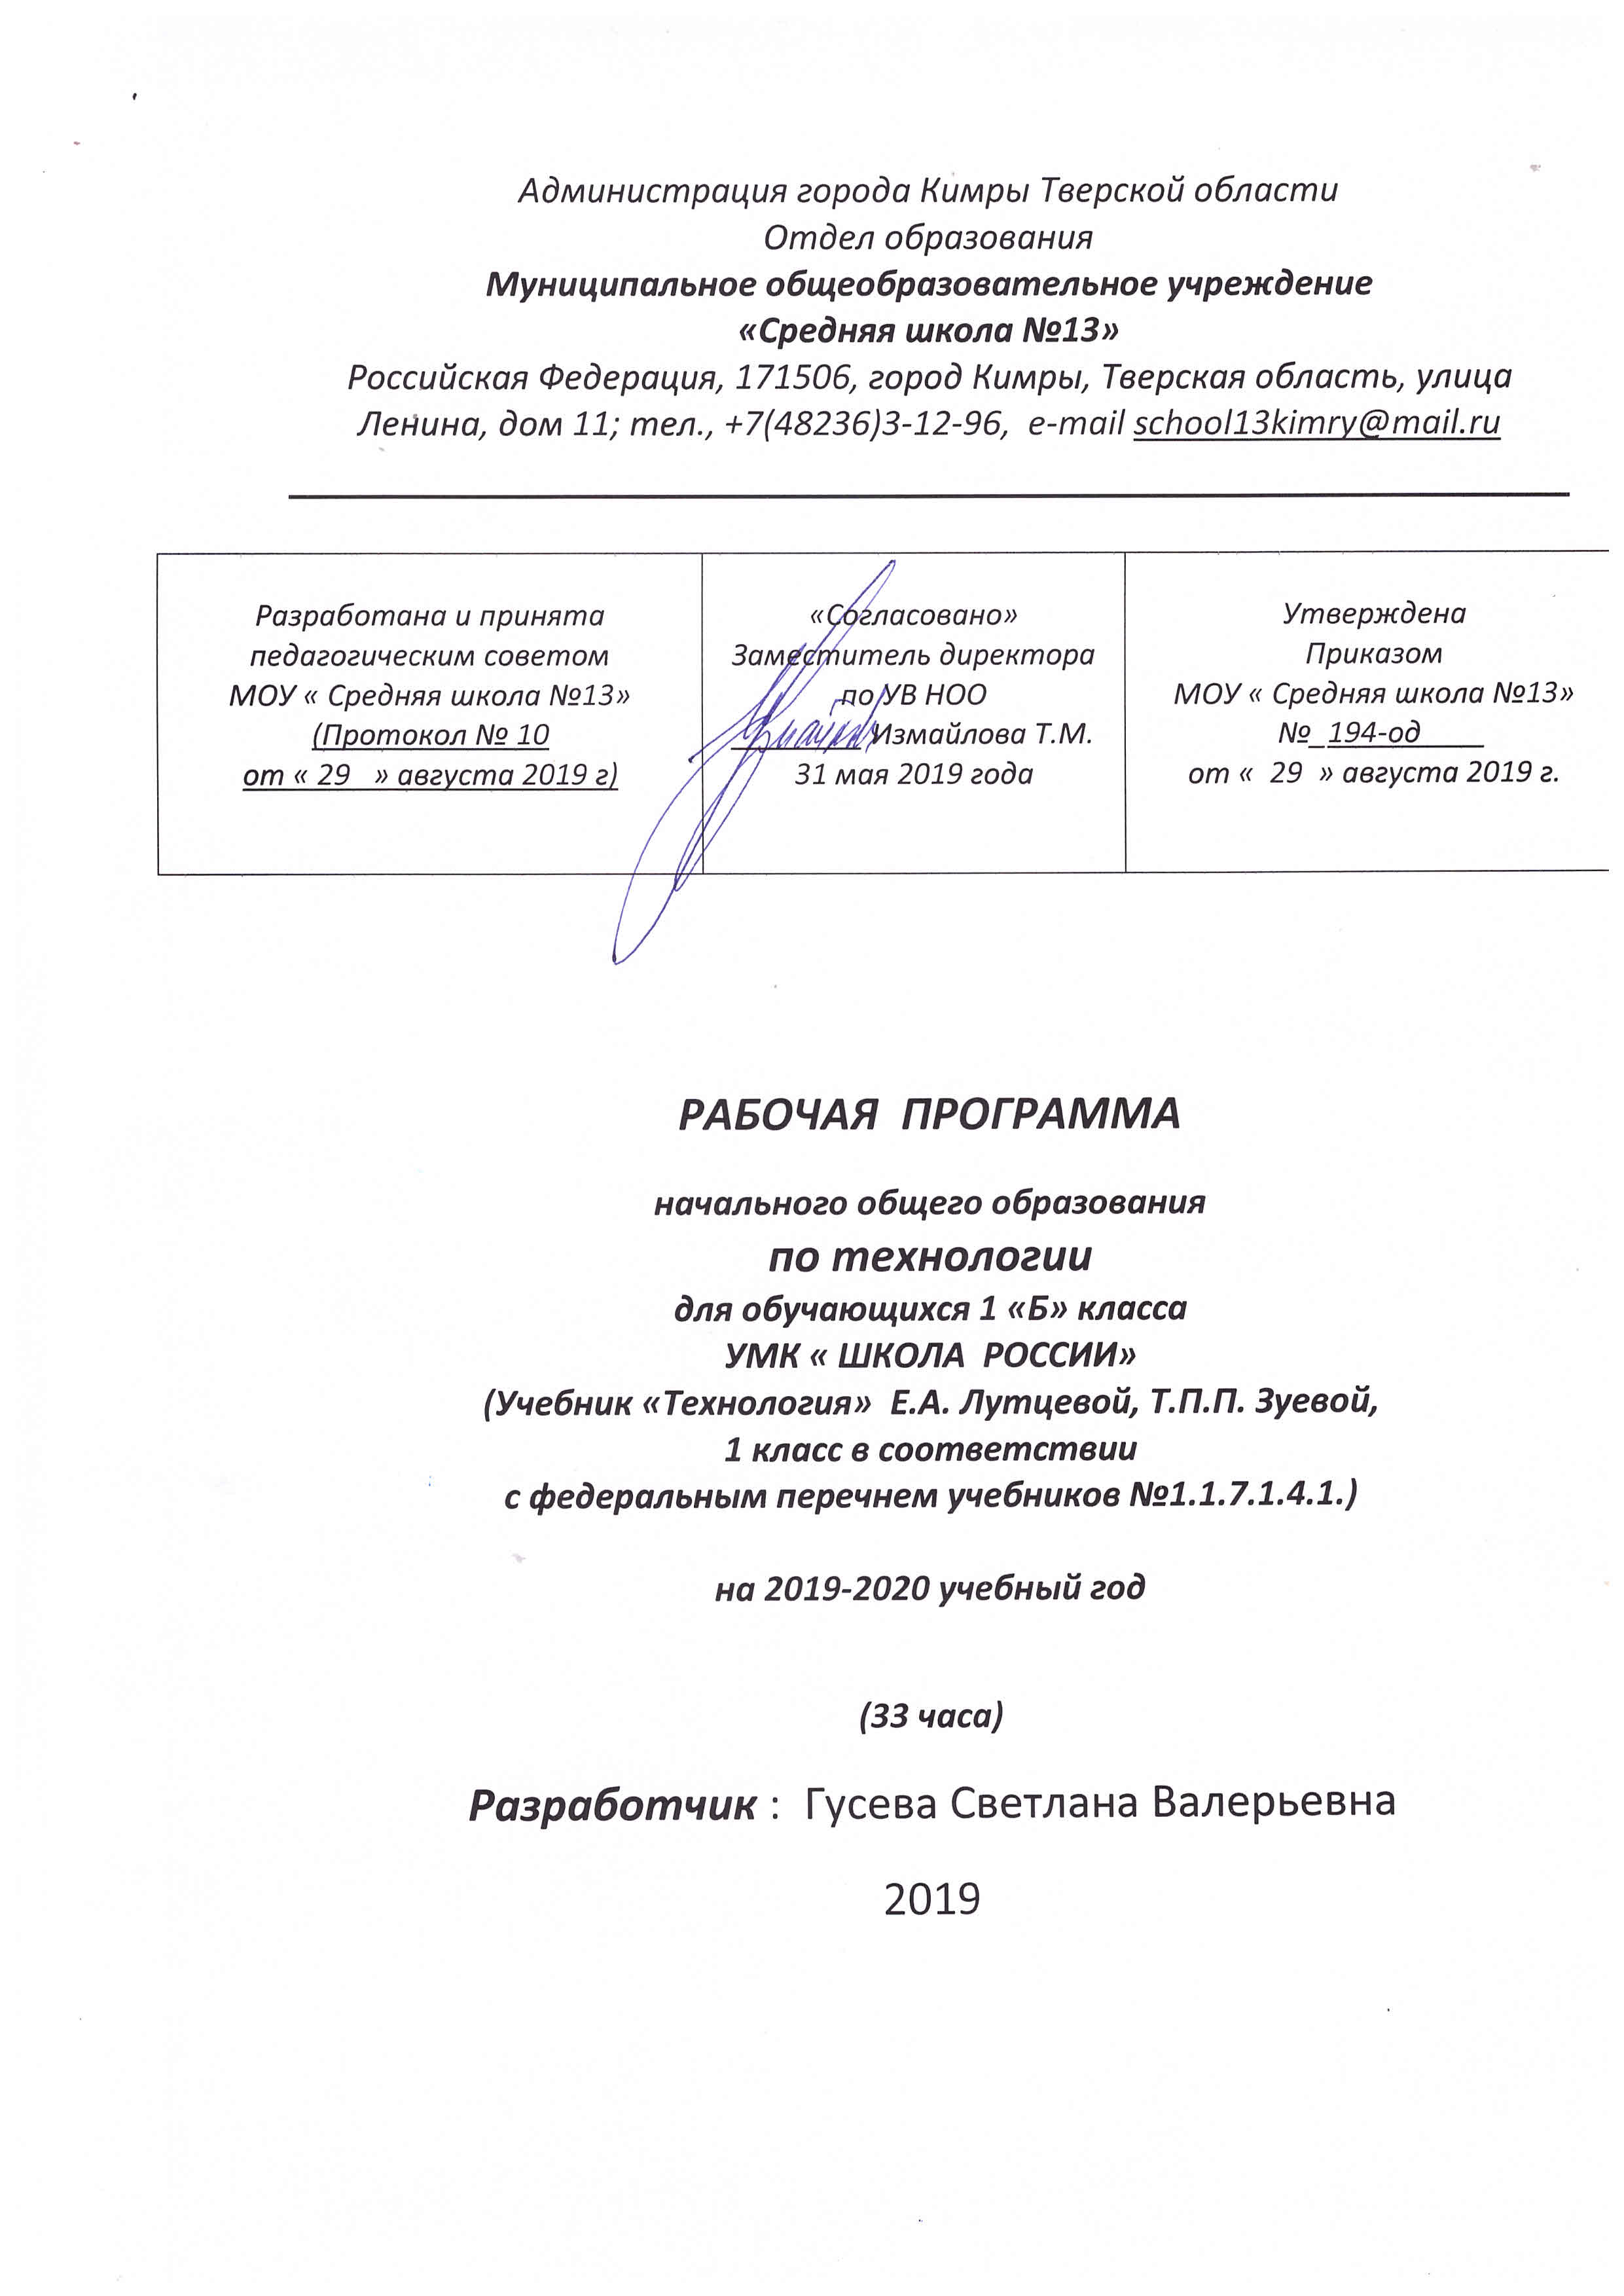 Администрация города Кимры Тверской области
Отдел образования
Муниципальное общеобразовательное учреждение
«Средняя школа №13»
Российская Федерация, 171506, город Кимры, Тверская область, улица
Ленина, дом 11; тел., +7(48236)3-12-96,  e-mail school13kimry@mail.ru
Разработана и принята
педагогическим советом
МОУ « Средняя школа №13»
(Протокол № 10
от « 29   » августа 2019 г)
«Согласовано»
Заместитель директора
по УВ НОО
________ Измайлова Т.М.
31 мая 2019 года
Утверждена
Приказом
МОУ « Средняя школа №13»
№_194-од____
от «  29  » августа 2019 г.
РАБОЧАЯ  ПРОГРАММА
начального общего образования
по технологии
для обучающихся 1 «Б» класса
УМК « ШКОЛА  РОССИИ»
(Учебник «Технология»  Е.А. Лутцевой, Т.П.П. Зуевой,
1 класс в соответствии
с федеральным перечнем учебников №1.1.7.1.4.1.)
на 2019-2020 учебный год
(33 часа)
Разработчик :  Гусева Светлана Валерьевна
2019